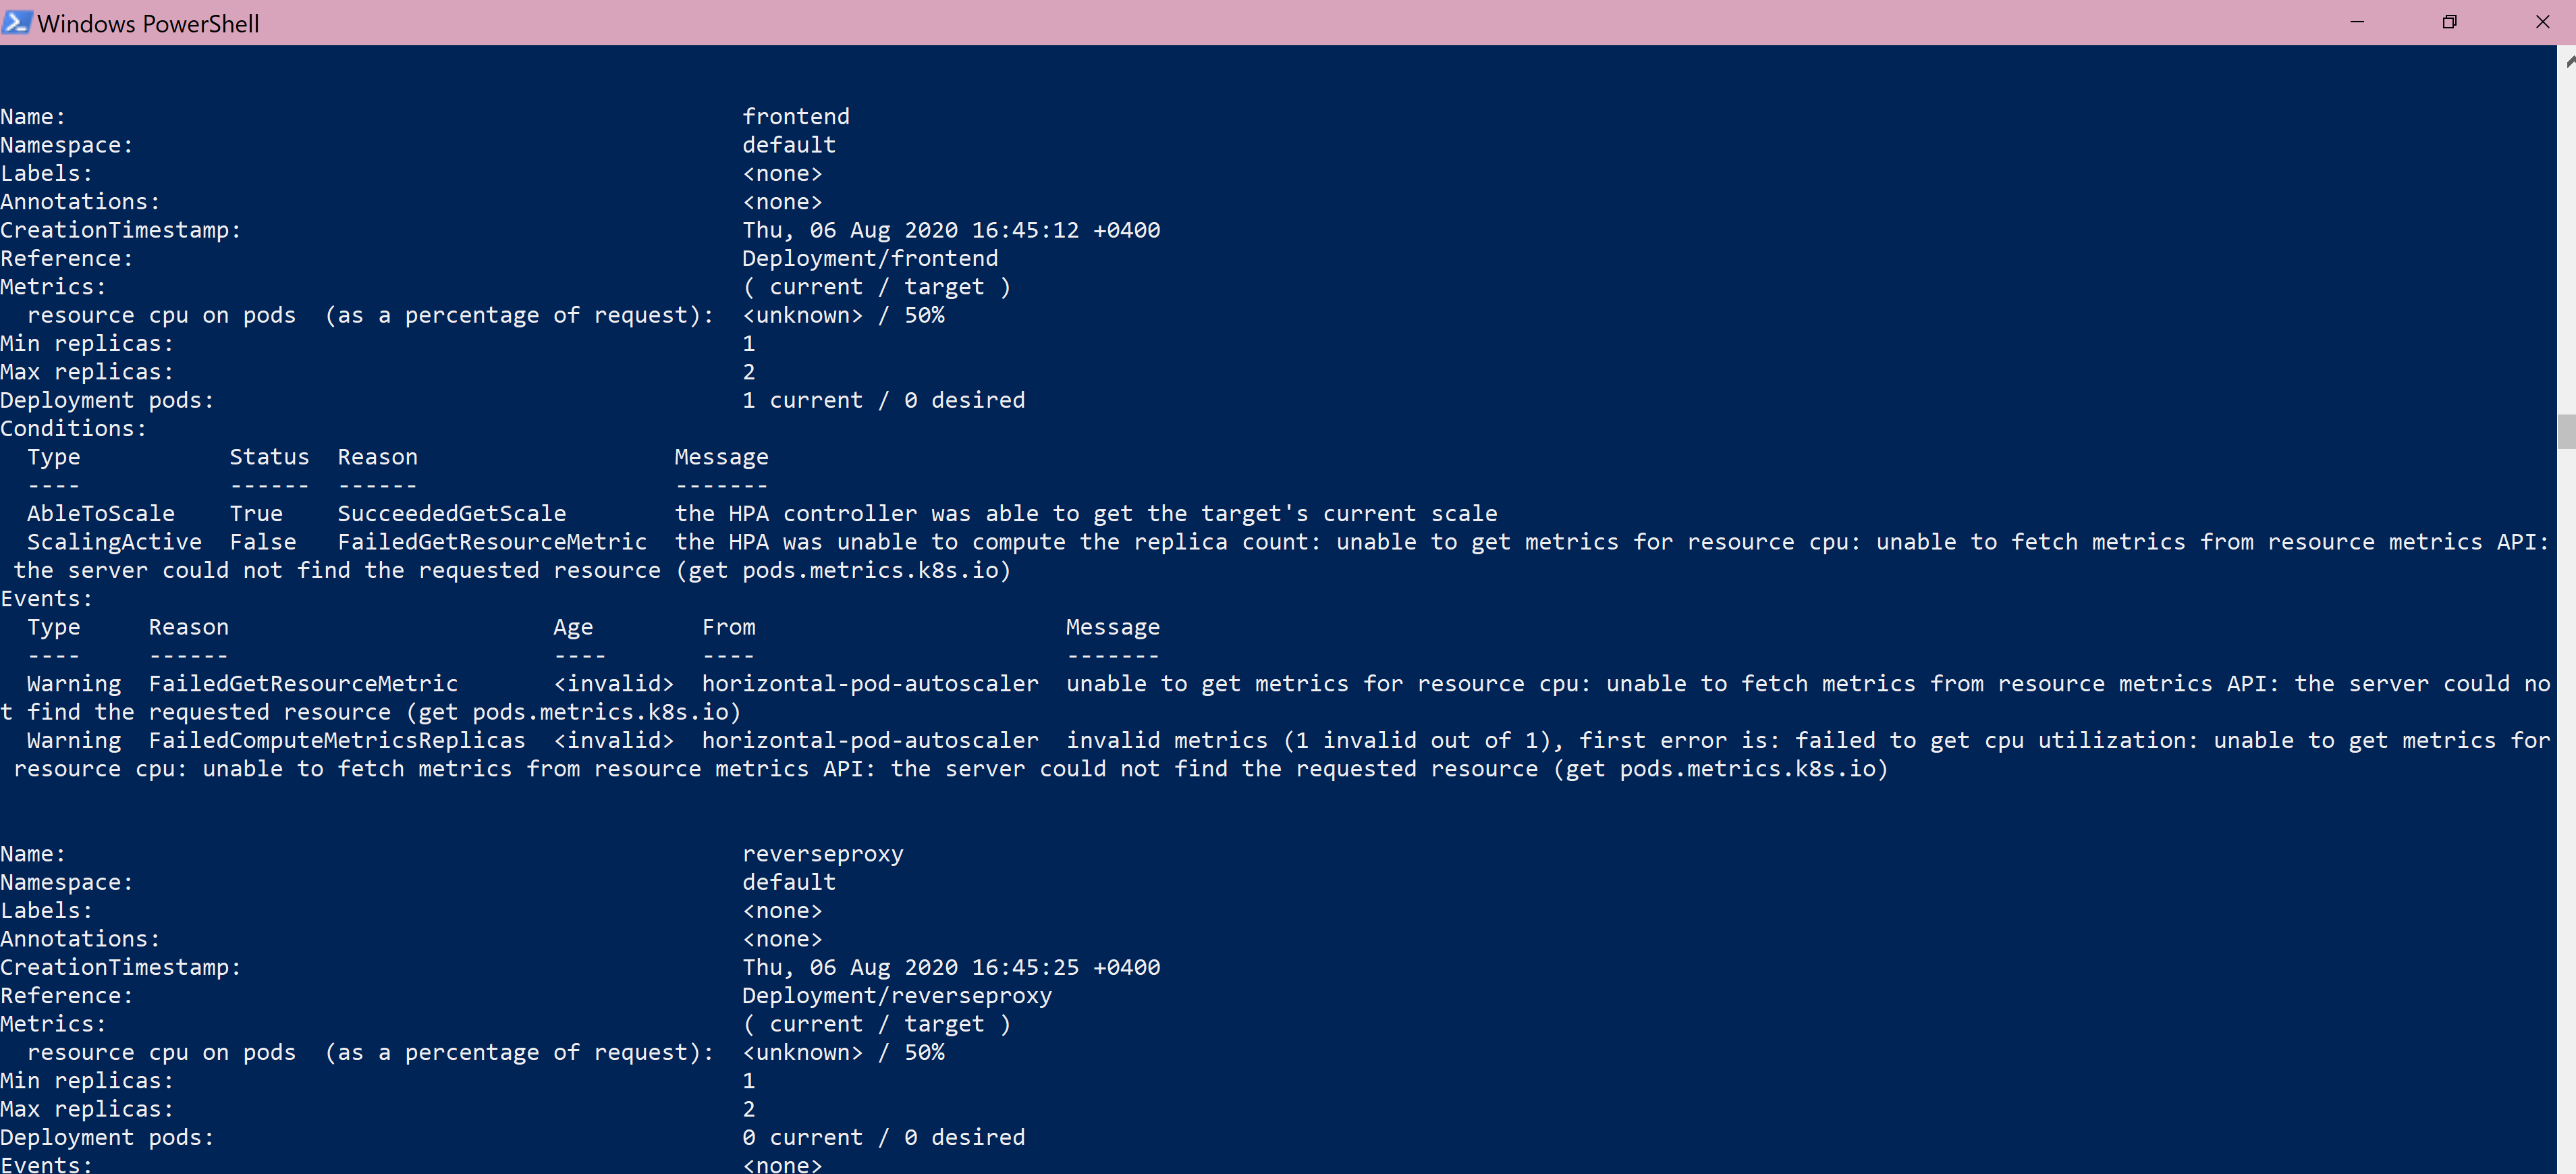 Windows PowerShell
Name: frontend
Namespace: default
Labels: <none>
Annotations: <none>
CreationTimestamp: Thu, 06 Aug 2020 16:45:12 +0400
Reference: Deployment/frontend
Metrics: ( current / target )
resource cpu on pods (as a percentage of request): <unknown> / 50%
Min replicas: 1
Max replicas: 2
Deployment pods: 1 current / 0 desired
Conditions:
Type Status Reason Message
---- ------ ------ -------
AbleToScale True SucceededGetScale the HPA controller was able to get the target's current scale
ScalingActive False FailedGetResourceMetric the HPA was unable to compute the replica count: unable to get metrics for resource cpu: unable to fetch metrics from resource metrics API:
the server could not find the requested resource (get pods.metrics.k8s.io)
Events:
Type Reason Age From Message
---- ------ ---- ---- -------
Warning FailedGetResourceMetric <invalid> horizontal-pod-autoscaler unable to get metrics for resource cpu: unable to fetch metrics from resource metrics API: the server could no
t find the requested resource (get pods.metrics.k8s.io)
Warning FailedComputeMetricsReplicas <invalid> horizontal-pod-autoscaler invalid metrics (1 invalid out of 1), first error is: failed to get cpu utilization: unable to get metrics for
resource cpu: unable to fetch metrics from resource metrics API: the server could not find the requested resource (get pods.metrics.k8s.io)
Name: reverseproxy
Namespace: default
Labels: <none>
Annotations: <none>
CreationTimestamp: Thu, 06 Aug 2020 16:45:25 +0400
Reference: Deployment/reverseproxy
Metrics: ( current / target )
resource cpu on pods (as a percentage of request): <unknown> / 50%
Min replicas: 1
Max replicas: 2
Deployment pods: 0 current / 0 desired
Events: <none>